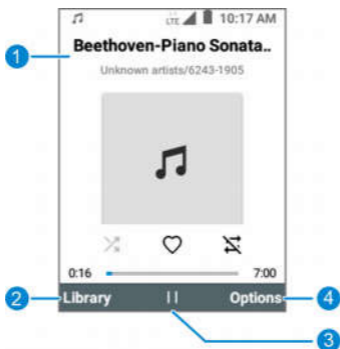 LTE 10:17 AM
1
Beethoven-Piano Sonata..
Unknown artists/6243-1905
0:16 7:00
2 Library Options 4
3